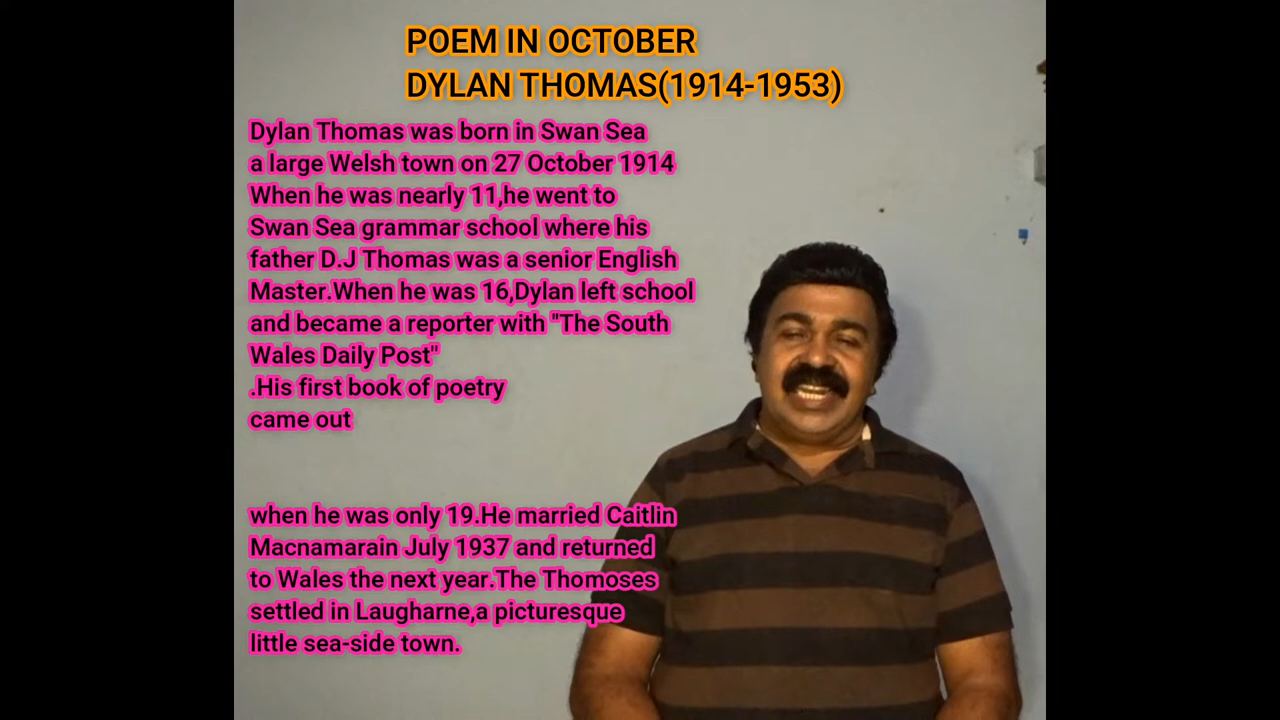 POEM IN OCTOBER
DYLAN THOMAS(1914-1953)
Dylan Thomas was born in Swan Sea
a large Welsh town on 27 October 1914
When he was nearly 11,he went to
Swan Sea grammar school where his
father D.J Thomas was a senior English
Master.When he was 16,Dylan left school
and became a reporter with "The South
Wales Daily Post"
.His first book of poetry
came out
when he was only 19.He married Caitlin
Macnamarain July 1937 and returned
to Wales the next year.The Thomoses
settled in Laugharne,a picturesque
little sea-side town.